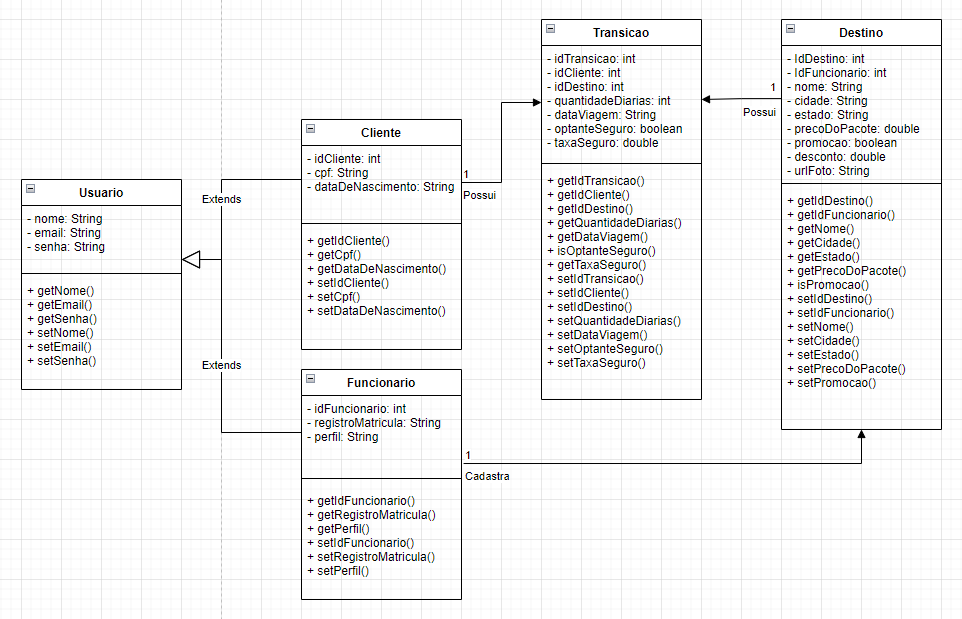 Usuario
- nome: String
- email: String
- senha: String
+ getNome()
+ getEmail()
+ getSenha()
+ setNome()
+ setEmail()
+ setSenha()
Extends
Extends
Cliente
- idCliente: int
- cpf: String
- dataDeNascimento: String
+ getIdCliente()
+ getCpf()
+ getDataDeNascimento()
+ setIdCliente()
+ setCpf()
+ setDataDeNascimento()
1
Possui
Funcionario
- idFuncionario: int
- registroMatricula: String
- perfil: String
+ getIdFuncionario()
+ getRegistroMatricula()
+ getPerfil()
+ setIdFuncionario()
+ setRegistroMatricula()
+ setPerfil()
1
Cadastra
Transicao
- idTransicao: int
- idCliente: int
- idDestino: int
- quantidadeDiarias: int
- dataViagem: String
- optanteSeguro: boolean
- taxaSeguro: double
+ getIdTransicao()
+ getIdCliente()
+ getIdDestino()
+ getQuantidadeDiarias()
+ getDataViagem()
+ isOptanteSeguro()
+ getTaxaSeguro()
+ setIdTransicao()
+ setIdCliente()
+ setIdDestino()
+ setQuantidadeDiarias()
+ setDataViagem()
+ setOptanteSeguro()
+ setTaxaSeguro()
1
Possui
Destino
- IdDestino: int
- IdFuncionario: int
- nome: String
- cidade: String
- estado: String
- precoDoPacote: double
- promocao: boolean
- desconto: double
- urlFoto: String
+ getIdDestino()
+ getIdFuncionario()
+ getNome()
+ getCidade()
+ getEstado()
+ getPrecoDoPacote()
+ isPromocao()
+ setIdDestino()
+ setIdFuncionario()
+ setNome()
+ setCidade()
+ setEstado()
+ setPrecoDoPacote()
+ setPromocao()